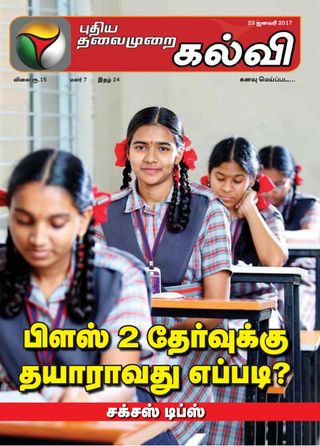 23 ஜனவரி 2017
புதிய
தலைமுறை
கல்வி
விலை ரூ.15 மலர் 7 இதழ் 24 கனவு மெய்ப்பட...
பிளஸ் 2 தேர்வுக்கு
தயாராவது எப்படி?
சக்சஸ் டிப்ஸ்